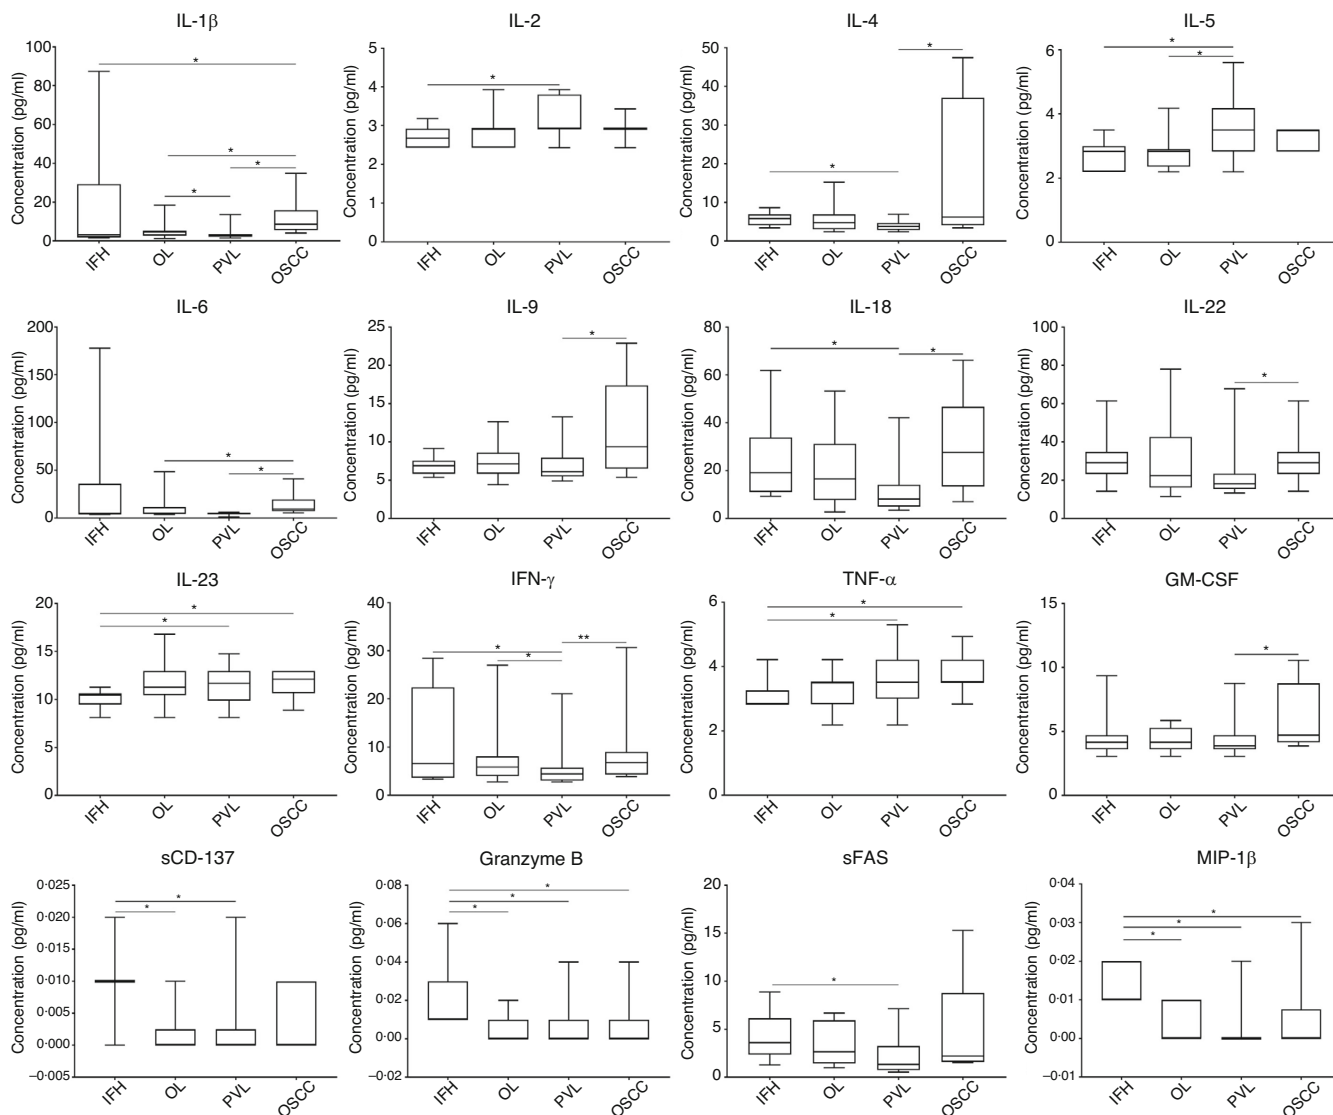 IL-1β
Concentration (pg/ml)
100
80
60
40
20
0
*
*
*
*
IFH
OL
PVL
OSCC
IL-2
Concentration (pg/ml)
5
4
3
2
1
0
*
IFH
OL
PVL
OSCC
IL-4
Concentration (pg/ml)
50
40
30
20
10
0
*
*
IFH
OL
PVL
OSCC
IL-5
Concentration (pg/ml)
6
4
2
0
*
*
IFH
OL
PVL
OSCC
IL-6
Concentration (pg/ml)
200
150
100
50
0
*
*
IFH
OL
PVL
OSCC
IL-9
Concentration (pg/ml)
25
20
15
10
5
0
*
IFH
OL
PVL
OSCC
IL-18
Concentration (pg/ml)
80
60
40
20
0
*
*
IFH
OL
PVL
OSCC
IL-22
Concentration (pg/ml)
100
80
60
40
20
0
*
IFH
OL
PVL
OSCC
IL-23
Concentration (pg/ml)
20
15
10
5
0
*
*
IFH
OL
PVL
OSCC
IFN-γ
Concentration (pg/ml)
40
30
20
10
0
**
*
*
IFH
OL
PVL
OSCC
TNF-α
Concentration (pg/ml)
6
4
2
0
*
*
IFH
OL
PVL
OSCC
GM-CSF
Concentration (pg/ml)
15
10
5
0
*
IFH
OL
PVL
OSCC
sCD-137
Concentration (pg/ml)
0·025
0·020
0·015
0·010
0·005
0·000
−0·005
*
*
IFH
OL
PVL
OSCC
Granzyme B
Concentration (pg/ml)
0·08
0·06
0·04
0·02
0·00
−0·02
*
*
*
IFH
OL
PVL
OSCC
sFAS
Concentration (pg/ml)
20
15
10
5
0
*
IFH
OL
PVL
OSCC
MIP-1β
Concentration (pg/ml)
0·04
0·03
0·02
0·01
0·00
−0·01
*
*
*
IFH
OL
PVL
OSCC